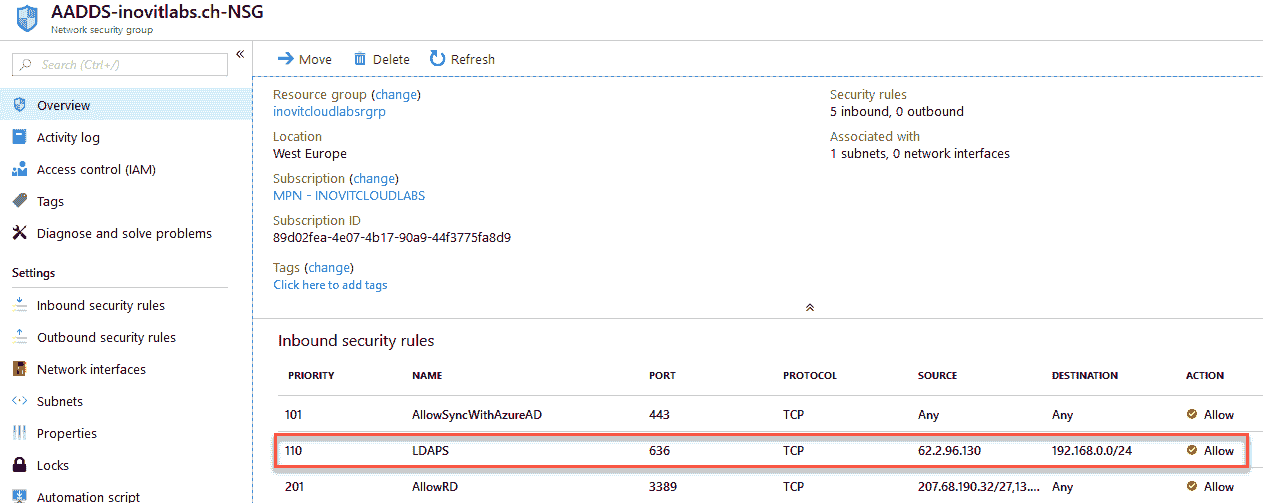 AADDS-inovitlabs.ch-NSG
Network security group
Search (Ctrl+/)
«
Overview
Activity log
Access control (IAM)
Tags
Diagnose and solve problems
Settings
Inbound security rules
Outbound security rules
Network interfaces
Subnets
Properties
Locks
Automation script
Move Delete Refresh
Resource group (change)
inovitcloudlabsrgrp
Location
West Europe
Subscription (change)
MPN - INOVITCLOUDLABS
Subscription ID
89d02fea-4e07-4b17-90a9-44f3775fa8d9
Tags (change)
Click here to add tags
Security rules
5 inbound, 0 outbound
Associated with
1 subnets, 0 network interfaces
Inbound security rules
PRIORITY NAME PORT PROTOCOL SOURCE DESTINATION ACTION
101 AllowSyncWithAzureAD 443 TCP Any Any Allow
110 LDAPS 636 TCP 62.2.96.130 192.168.0.0/24 Allow
201 AllowRD 3389 TCP 207.68.190.32/27,13.... Any Allow